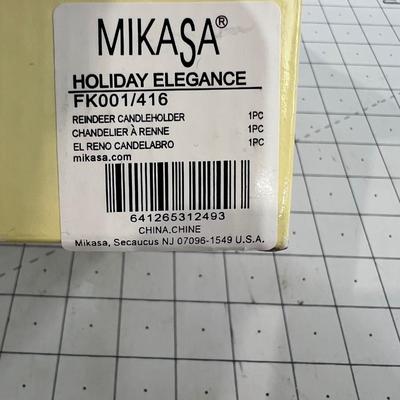 MIKASA®
HOLIDAY ELEGANCE
FK001/416
REINDEER CANDLEHOLDER 1PC
CHANDELIER À RENNE 1PC
EL RENO CANDELABRO 1PC
mikasa.com
641265312493
CHINA.CHINE
Mikasa, Secaucus NJ 07096-1549 U.S.A.